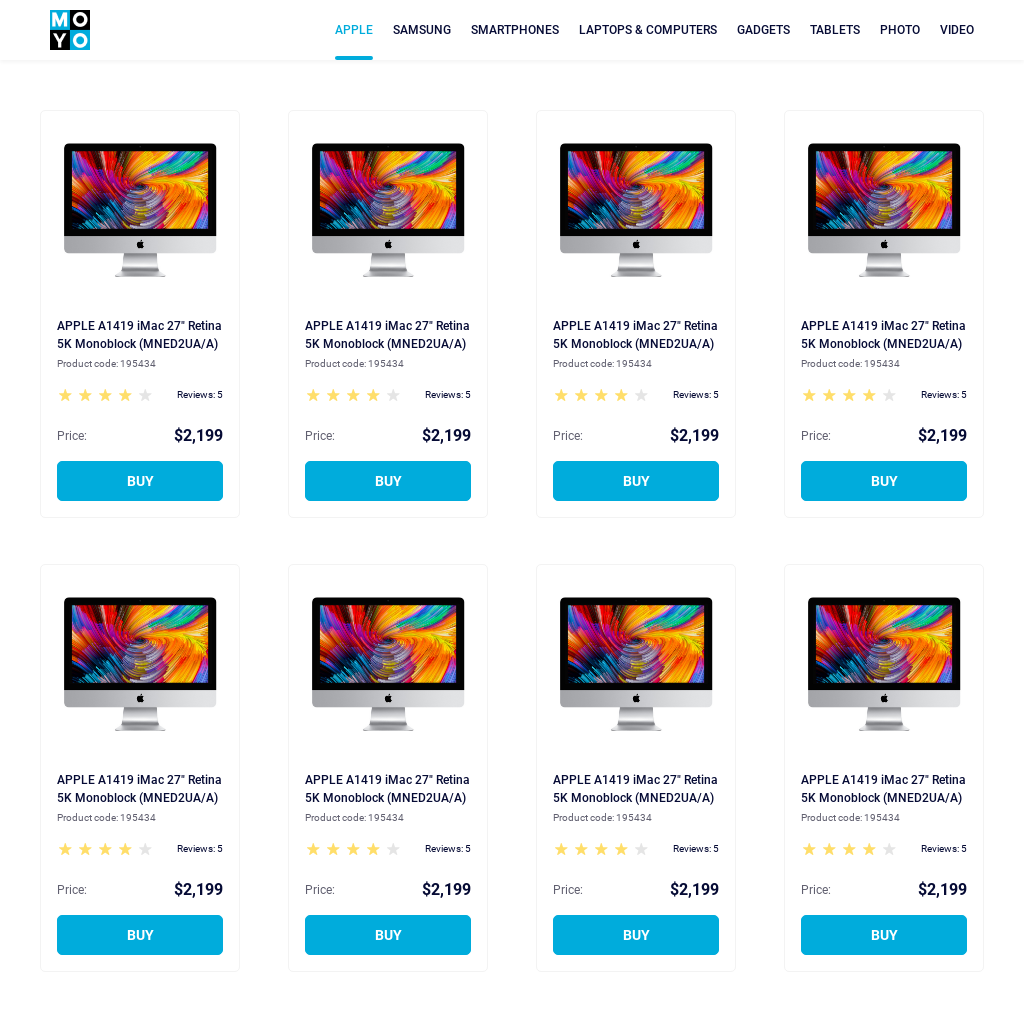 MO
YO
APPLE SAMSUNG SMARTPHONES LAPTOPS & COMPUTERS GADGETS TABLETS PHOTO VIDEO
APPLE A1419 iMac 27" Retina APPLE A1419 iMac 27" Retina APPLE A1419 iMac 27" Retina APPLE A1419 iMac 27" Retina
5K Monoblock (MNED2UA/A) 5K Monoblock (MNED2UA/A) 5K Monoblock (MNED2UA/A) 5K Monoblock (MNED2UA/A)
Product code: 195434 Product code: 195434 Product code: 195434 Product code: 195434
Reviews: 5 Reviews: 5 Reviews: 5 Reviews: 5
Price: $2,199 Price: $2,199 Price: $2,199 Price: $2,199
BUY BUY BUY BUY
APPLE A1419 iMac 27" Retina APPLE A1419 iMac 27" Retina APPLE A1419 iMac 27" Retina APPLE A1419 iMac 27" Retina
5K Monoblock (MNED2UA/A) 5K Monoblock (MNED2UA/A) 5K Monoblock (MNED2UA/A) 5K Monoblock (MNED2UA/A)
Product code: 195434 Product code: 195434 Product code: 195434 Product code: 195434
Reviews: 5 Reviews: 5 Reviews: 5 Reviews: 5
Price: $2,199 Price: $2,199 Price: $2,199 Price: $2,199
BUY BUY BUY BUY